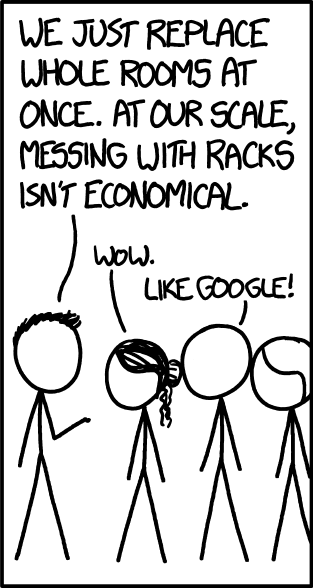 WE JUST REPLACE
WHOLE ROOMS AT
ONCE. AT OUR SCALE,
MESSING WITH RACKS
ISN'T ECONOMICAL.
WOW.
LIKE GOOGLE!